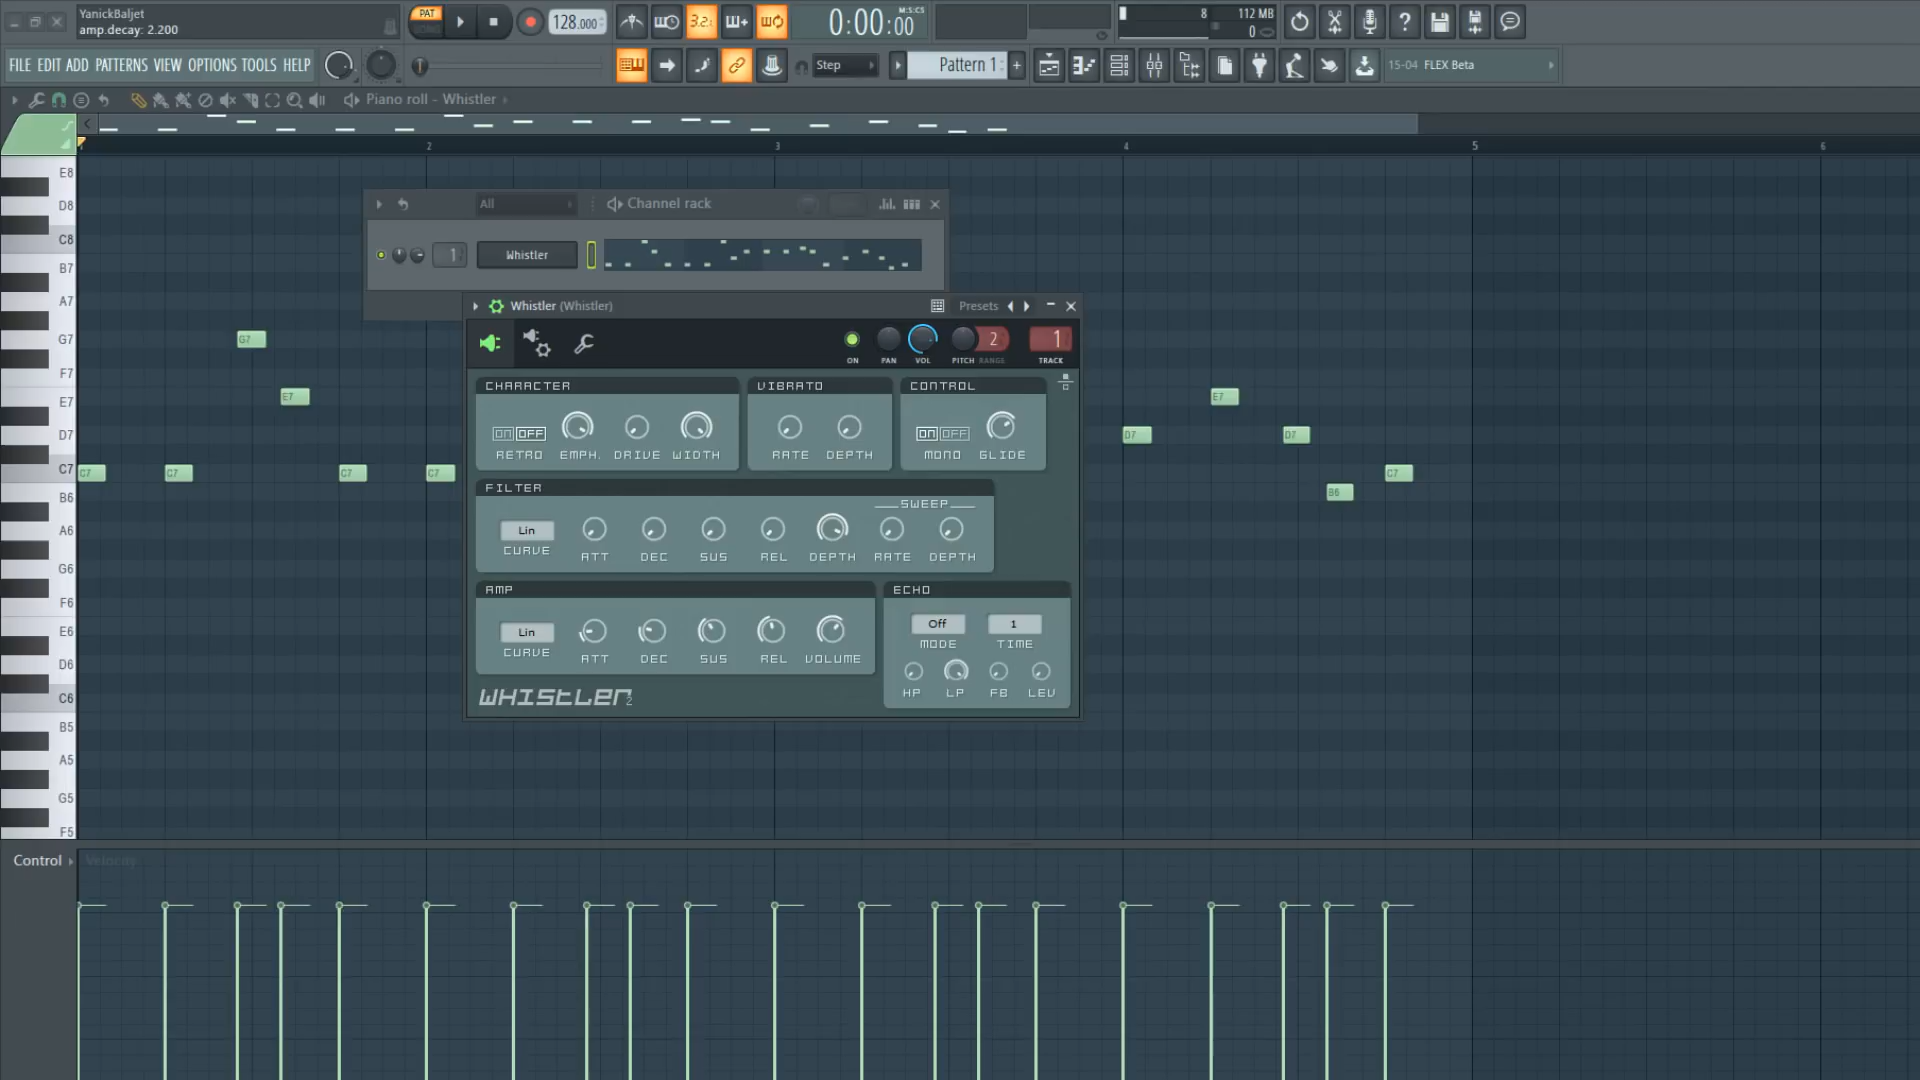 YanickBaljet
amp.decay: 2.200
PAT
128.000
3.2:
0:00:00
M:S:CS
8
112 MB
0
FILE EDIT ADD PATTERNS VIEW OPTIONS TOOLS HELP
Step
Pattern 1
+
15-04 FLEX Beta
Piano roll - Whistler
2
3
4
5
6
E8
D8
C8
B7
A7
G7
F7
E7
D7
C7
B6
A6
G6
F6
E6
D6
C6
B5
A5
G5
F5
G7
E7
C7
C7
C7
C7
D7
E7
D7
B6
C7
All
Channel rack
1
Whistler
Whistler (Whistler)
Presets
2
1
ON
PAN
VOL
PITCH RANGE
TRACK
CHARACTER
ON OFF
RETRO
EMPH.
DRIVE
WIDTH
VIBRATO
RATE
DEPTH
CONTROL
ON OFF
MONO
GLIDE
FILTER
SWEEP
Lin
CURVE
ATT
DEC
SUS
REL
DEPTH
RATE
DEPTH
AMP
Lin
CURVE
ATT
DEC
SUS
REL
VOLUME
ECHO
Off
MODE
1
TIME
HP
LP
FB
LEV
WHISTLER 2
Control
Velocity